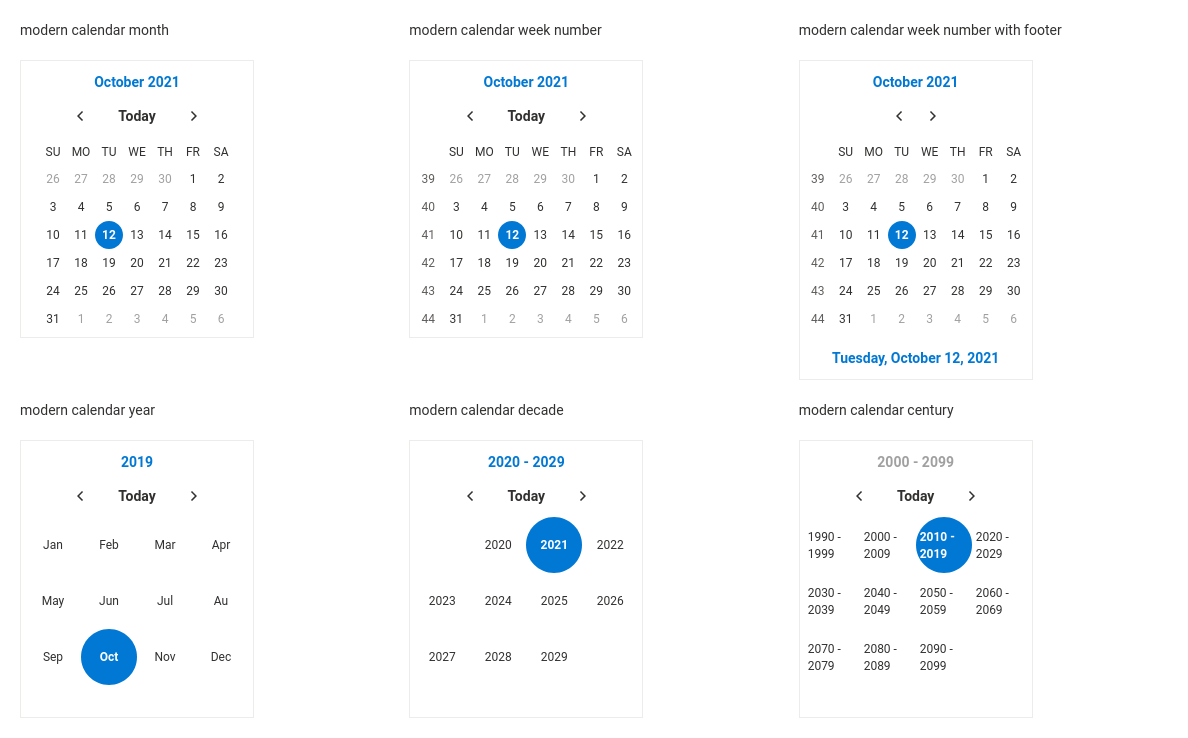 modern calendar month
October 2021
Today
SU MO TU WE TH FR SA
26 27 28 29 30 1 2
3 4 5 6 7 8 9
10 11 12 13 14 15 16
17 18 19 20 21 22 23
24 25 26 27 28 29 30
31 1 2 3 4 5 6
modern calendar week number
October 2021
Today
SU MO TU WE TH FR SA
39 26 27 28 29 30 1 2
40 3 4 5 6 7 8 9
41 10 11 12 13 14 15 16
42 17 18 19 20 21 22 23
43 24 25 26 27 28 29 30
44 31 1 2 3 4 5 6
modern calendar week number with footer
October 2021
SU MO TU WE TH FR SA
39 26 27 28 29 30 1 2
40 3 4 5 6 7 8 9
41 10 11 12 13 14 15 16
42 17 18 19 20 21 22 23
43 24 25 26 27 28 29 30
44 31 1 2 3 4 5 6
Tuesday, October 12, 2021
modern calendar year
2019
Today
Jan Feb Mar Apr
May Jun Jul Au
Sep Oct Nov Dec
modern calendar decade
2020 - 2029
Today
2020 2021 2022
2023 2024 2025 2026
2027 2028 2029
modern calendar century
2000 - 2099
Today
1990 - 2000 - 2010 - 2020 -
1999 2009 2019 2029
2030 - 2040 - 2050 - 2060 -
2039 2049 2059 2069
2070 - 2080 - 2090 -
2079 2089 2099